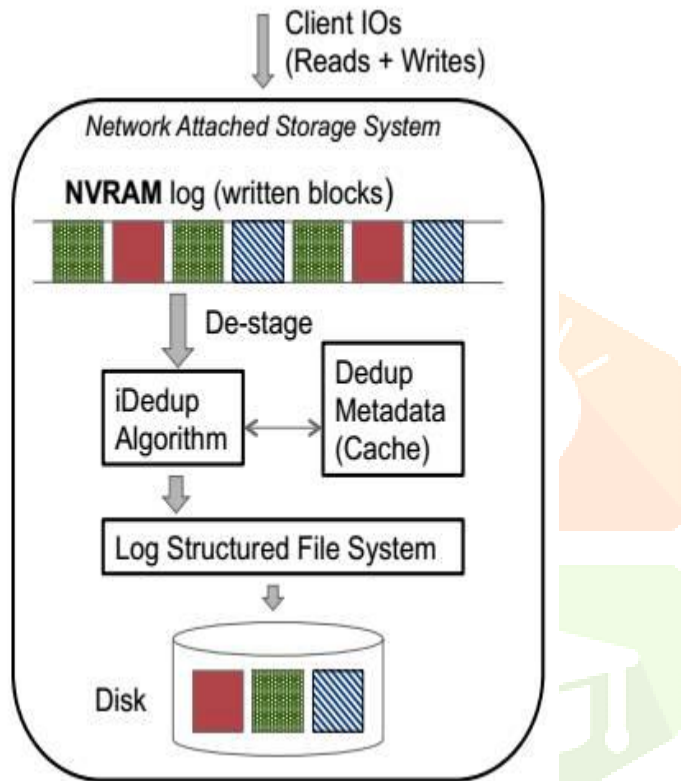 Client IOs
(Reads + Writes)
Network Attached Storage System
NVRAM log (written blocks)
De-stage
iDedup
Algorithm
Dedup
Metadata
(Cache)
Log Structured File System
Disk